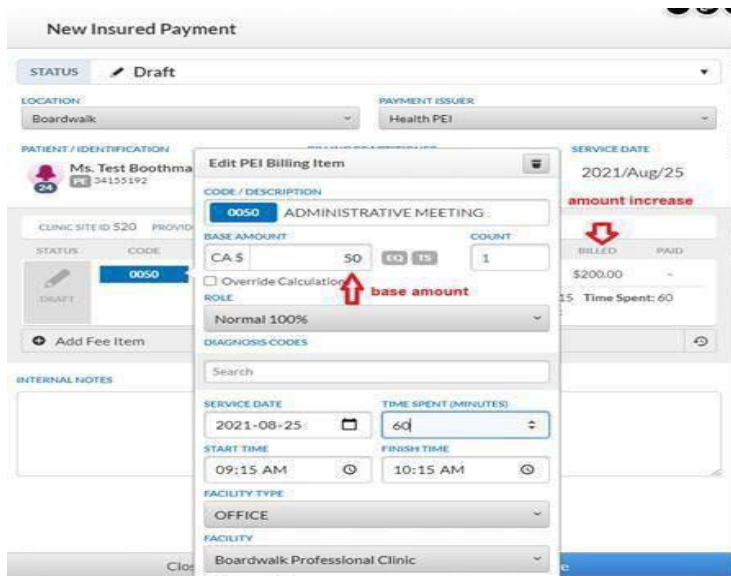 New Insured Payment
STATUS Draft
LOCATION PAYMENT ISSUER
Boardwalk Health PEI
PATIENT / IDENTIFICATION SERVICE DATE
Ms. Test Boothma
24 PE 34155192
2021/Aug/25
amount increase
CLINIC SITE ID 520 PROVID
STATUS CODE BILLED PAID
DRAFT 0050 $200.00 -
15 Time Spent: 60
Add Fee Item
INTERNAL NOTES
Edit PEI Billing Item
CODE / DESCRIPTION
0050 ADMINISTRATIVE MEETING
BASE AMOUNT COUNT
CA $ 50 EQ TS 1
Override Calculation
base amount
ROLE
Normal 100%
DIAGNOSIS CODES
Search
SERVICE DATE TIME SPENT (MINUTES)
2021-08-25 60
START TIME FINISH TIME
09:15 AM 10:15 AM
FACILITY TYPE
OFFICE
FACILITY
Boardwalk Professional Clinic
Clos e